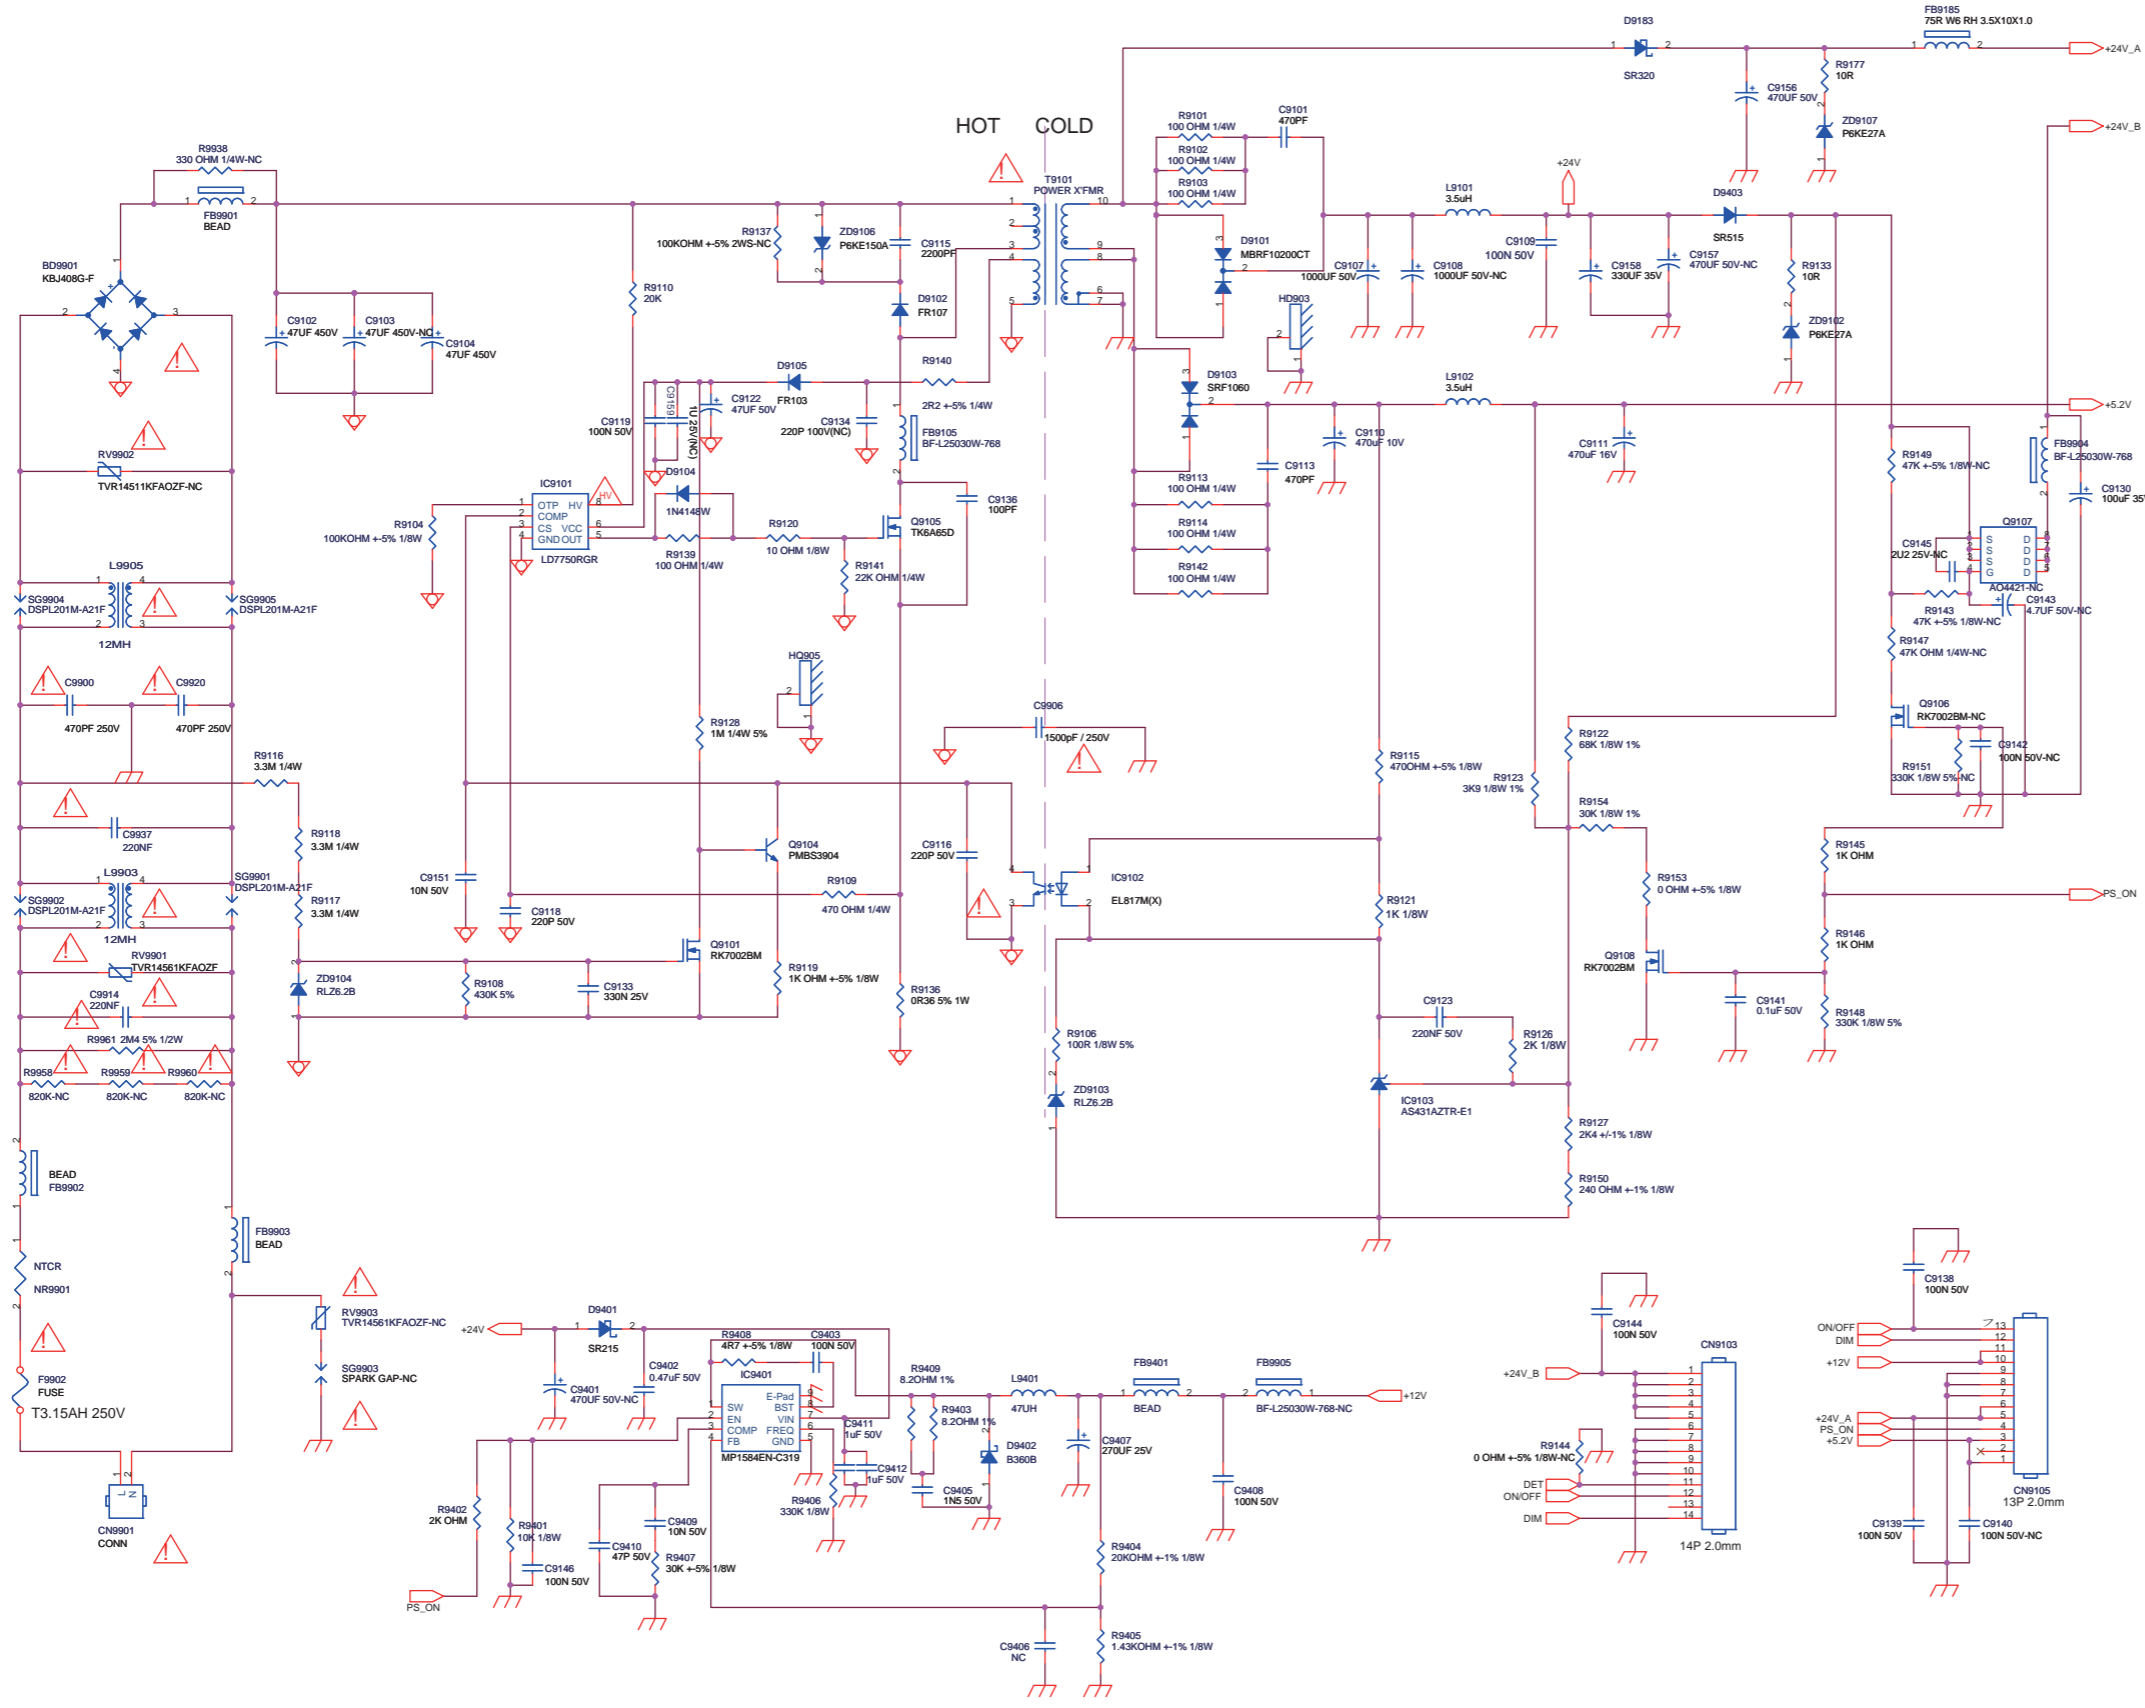 D9183
SR320
FB9185
75R W6 RH 3.5X10X1.0
+24V_A
R9177
10R
C9156
470UF 50V
ZD9107
P6KE27A
+24V_B
HOT COLD
R9938
330 OHM 1/4W-NC
FB9901
BEAD
BD9901
KBJ408G-F
C9102
47UF 450V
C9103
47UF 450V-NC
C9104
47UF 450V
R9110
20K
R9137
100KOHM +-5% 2WS-NC
ZD9106
P6KE150A
C9115
2200PF
D9102
FR107
T9101
POWER X'FMR
R9101
100 OHM 1/4W
R9102
100 OHM 1/4W
R9103
100 OHM 1/4W
C9101
470PF
D9101
MBRF10200CT
HD903
C9107
1000UF 50V
C9108
1000UF 50V-NC
L9101
3.5uH
+24V
C9109
100N 50V
C9158
330UF 35V
C9157
470UF 50V-NC
D9403
SR515
R9133
10R
ZD9102
P6KE27A
RV9902
TVR14511KFAOZF-NC
C9119
100N 50V
C9159
1U 25V(NC)
C9122
47UF 50V
D9105
FR103
C9134
220P 100V(NC)
R9140
2R2 +-5% 1/4W
FB9105
BF-L25030W-768
D9103
SRF1060
L9102
3.5uH
+5.2V
C9110
470uF 10V
C9111
470uF 16V
C9113
470PF
R9113
100 OHM 1/4W
R9114
100 OHM 1/4W
R9142
100 OHM 1/4W
R9149
47K +-5% 1/8W-NC
FB9904
BF-L25030W-768
C9130
100uF 35V
R9104
100KOHM +-5% 1/8W
IC9101
OTP HV
COMP
CS VCC
GND OUT
LD7750RGR
HV
D9104
1N4148W
R9139
100 OHM 1/4W
R9120
10 OHM 1/8W
R9141
22K OHM 1/4W
Q9105
TK6A65D
C9136
100PF
Q9107
S D
S D
S D
G D
AO4421-NC
C9145
2U2 25V-NC
C9143
4.7UF 50V-NC
R9143
47K +-5% 1/8W-NC
R9147
47K OHM 1/4W-NC
L9905
12MH
SG9904
DSPL201M-A21F
SG9905
DSPL201M-A21F
C9900
470PF 250V
C9920
470PF 250V
HQ905
C9906
1500pF / 250V
R9128
1M 1/4W 5%
Q9106
RK7002BM-NC
C9142
100N 50V-NC
R9151
330K 1/8W 5%-NC
R9116
3.3M 1/4W
R9118
3.3M 1/4W
R9117
3.3M 1/4W
C9937
220NF
L9903
12MH
SG9902
DSPL201M-A21F
SG9901
DSPL201M-A21F
RV9901
TVR14561KFAOZF
C9914
220NF
R9961 2M4 5% 1/2W
R9958
820K-NC
R9959
820K-NC
R9960
820K-NC
ZD9104
RLZ6.2B
R9108
430K 5%
C9133
330N 25V
C9151
10N 50V
C9118
220P 50V
Q9101
RK7002BM
Q9104
PMBS3904
R9119
1K OHM +-5% 1/8W
R9109
470 OHM 1/4W
R9136
0R36 5% 1W
C9116
220P 50V
IC9102
EL817M(X)
R9115
470OHM +-5% 1/8W
R9121
1K 1/8W
R9123
3K9 1/8W 1%
R9122
68K 1/8W 1%
R9154
30K 1/8W 1%
R9153
0 OHM +-5% 1/8W
Q9108
RK7002BM
R9145
1K OHM
PS_ON
R9146
1K OHM
C9141
0.1uF 50V
R9148
330K 1/8W 5%
R9106
100R 1/8W 5%
ZD9103
RLZ6.2B
C9123
220NF 50V
R9126
2K 1/8W
IC9103
AS431AZTR-E1
R9127
2K4 +/-1% 1/8W
R9150
240 OHM +-1% 1/8W
BEAD
FB9902
FB9903
BEAD
NTCR
NR9901
F9902
FUSE
T3.15AH 250V
RV9903
TVR14561KFAOZF-NC
SG9903
SPARK GAP-NC
L
N
CN9901
CONN
+24V
D9401
SR215
C9401
470UF 50V-NC
C9402
0.47uF 50V
R9408
4R7 +-5% 1/8W
C9403
100N 50V
IC9401
E-Pad
SW BST
EN VIN
COMP FREQ
FB GND
MP1584EN-C319
C9411
1uF 50V
C9412
1uF 50V
R9406
330K 1/8W
R9409
8.2OHM 1%
R9403
8.2OHM 1%
C9405
1N5 50V
D9402
B360B
L9401
47UH
C9407
270UF 25V
FB9401
BEAD
FB9905
BF-L25030W-768-NC
+12V
C9408
100N 50V
R9402
2K OHM
R9401
10K 1/8W
C9146
100N 50V
C9409
10N 50V
C9410
47P 50V
R9407
30K +-5% 1/8W
PS_ON
R9404
20KOHM +-1% 1/8W
R9405
1.43KOHM +-1% 1/8W
C9406
NC
C9144
100N 50V
CN9103
+24V_B
R9144
0 OHM +-5% 1/8W-NC
DET
ON/OFF
DIM
14P 2.0mm
C9138
100N 50V
ON/OFF
DIM
+12V
+24V_A
PS_ON
+5.2V
CN9105
13P 2.0mm
C9139
100N 50V
C9140
100N 50V-NC